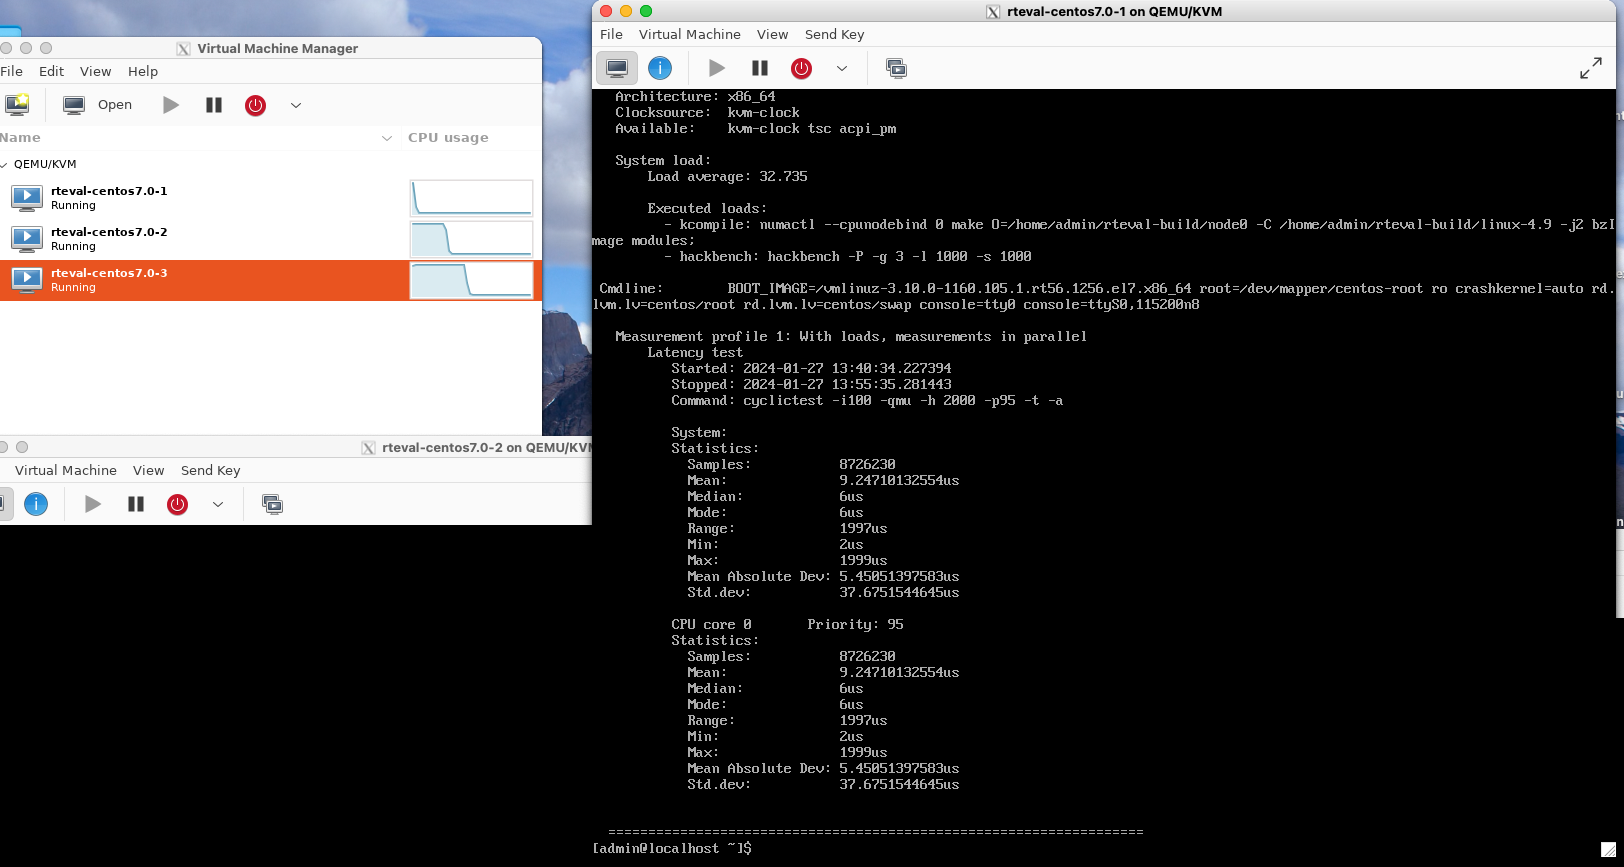 Virtual Machine Manager
File Edit View Help
Open
Name CPU usage
QEMU/KVM
rteval-centos7.0-1
Running
rteval-centos7.0-2
Running
rteval-centos7.0-3
Running
rteval-centos7.0-2 on QEMU/KV
Virtual Machine View Send Key
rteval-centos7.0-1 on QEMU/KVM
File Virtual Machine View Send Key
Architecture: x86_64
Clocksource: kvm-clock
Available: kvm-clock tsc acpi_pm
System load:
Load average: 32.735
Executed loads:
- kcompile: numactl --cpunodebind 0 make O=/home/admin/rteval-build/node0 -C /home/admin/rteval-build/linux-4.9 -j2 bzI
mage modules;
- hackbench: hackbench -P -g 3 -l 1000 -s 1000
Cmdline: BOOT_IMAGE=/vmlinuz-3.10.0-1160.105.1.rt56.1256.el7.x86_64 root=/dev/mapper/centos-root ro crashkernel=auto rd.
lvm.lv=centos/root rd.lvm.lv=centos/swap console=tty0 console=ttyS0,115200n8
Measurement profile 1: With loads, measurements in parallel
Latency test
Started: 2024-01-27 13:40:34.227394
Stopped: 2024-01-27 13:55:35.281443
Command: cyclictest -i100 -qmu -h 2000 -p95 -t -a
System:
Statistics:
Samples: 8726230
Mean: 9.24710132554us
Median: 6us
Mode: 6us
Range: 1997us
Min: 2us
Max: 1999us
Mean Absolute Dev: 5.45051397583us
Std.dev: 37.6751544645us
CPU core 0 Priority: 95
Statistics:
Samples: 8726230
Mean: 9.24710132554us
Median: 6us
Mode: 6us
Range: 1997us
Min: 2us
Max: 1999us
Mean Absolute Dev: 5.45051397583us
Std.dev: 37.6751544645us
===================================================================
[admin@localhost ~]$